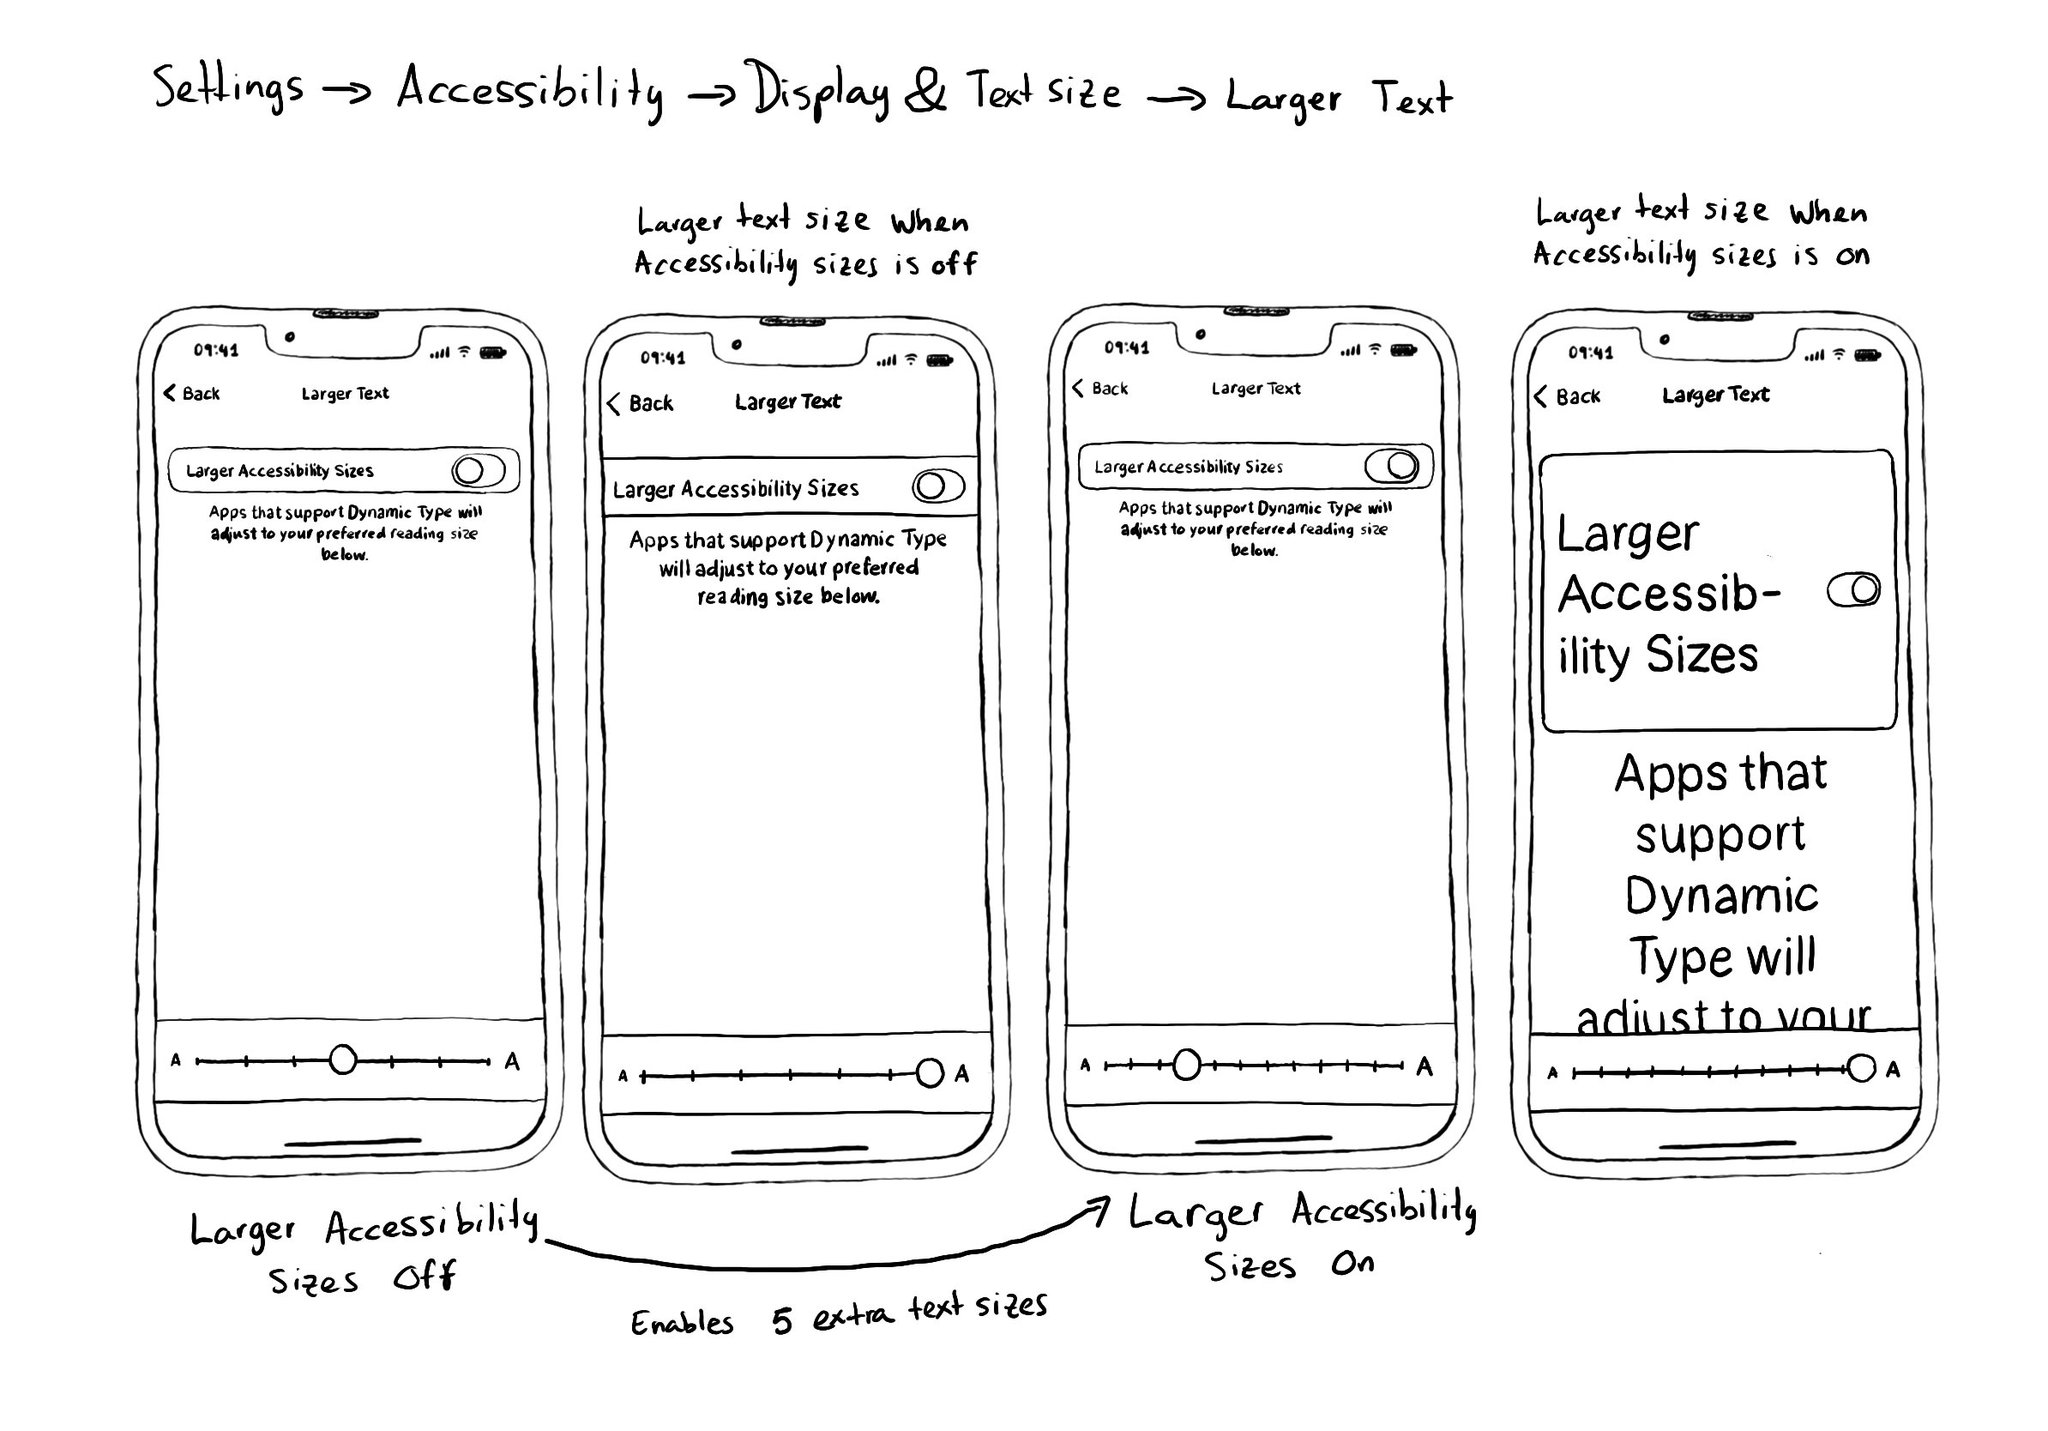 Settings → Accessibility → Display & Text size → Larger Text
Larger text size when
Accessibility sizes is off
Larger text size when
Accessibility sizes is on
09:41
Back
Larger Text
Larger Accessibility Sizes
Apps that support Dynamic Type will
adjust to your preferred reading size
below.
A A
09:41
Back
Larger Text
Larger Accessibility Sizes
Apps that support Dynamic Type
will adjust to your preferred
reading size below.
A A
09:41
Back
Larger Text
Larger Accessibility Sizes
Apps that support Dynamic Type will
adjust to your preferred reading size
below.
A A
09:41
Back
Larger Text
Larger
Accessib-
ility Sizes
Apps that
support
Dynamic
Type will
adjust to your
A A
Larger Accessibility
Sizes Off
Enables 5 extra text sizes
Larger Accessibility
Sizes On